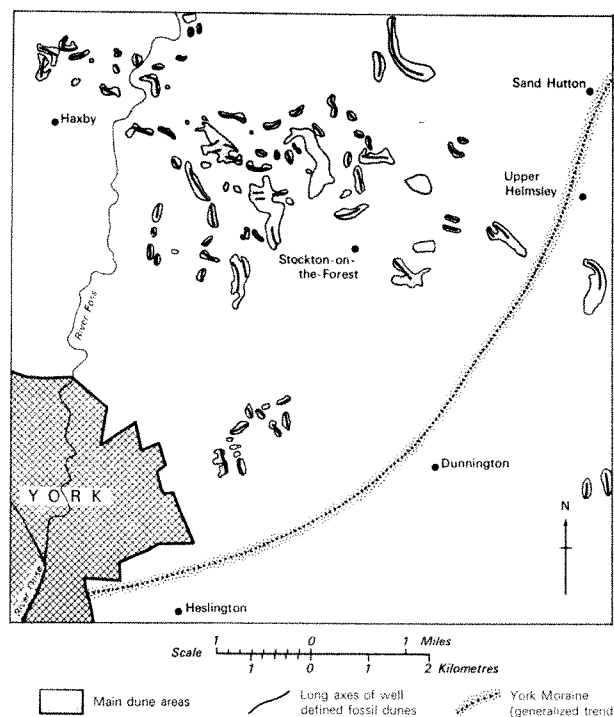 Sand Hutton
Haxby
Upper
Helmsley
Stockton-on-
the-Forest
River Foss
Dunnington
YORK
N
River Ouse
Heslington
Scale
1 0 1 Miles
1 0 1 2 Kilometres
Main dune areas
Long axes of well
defined fossil dunes
York Moraine
(generalized trend